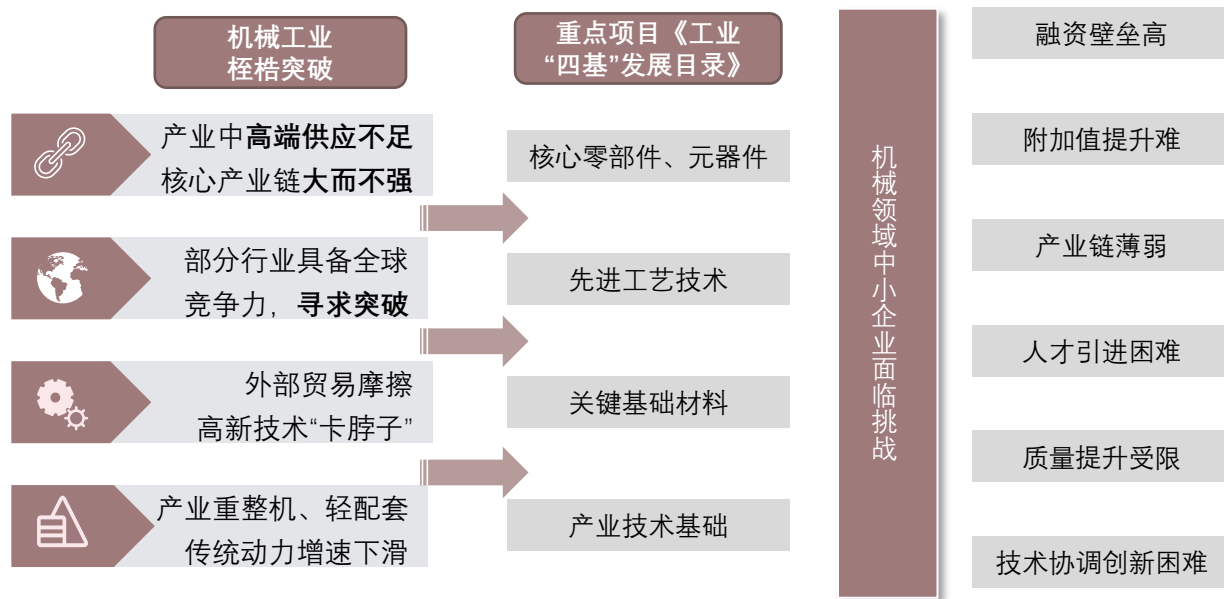 机械工业
桎梏突破
产业中高端供应不足
核心产业链大而不强
部分行业具备全球
竞争力，寻求突破
外部贸易摩擦
高新技术“卡脖子”
产业重整机、轻配套
传统动力增速下滑
重点项目《工业
“四基”发展目录》
核心零部件、元器件
先进工艺技术
关键基础材料
产业技术基础
机械领域中小企业面临挑战
融资壁垒高
附加值提升难
产业链薄弱
人才引进困难
质量提升受限
技术协调创新困难